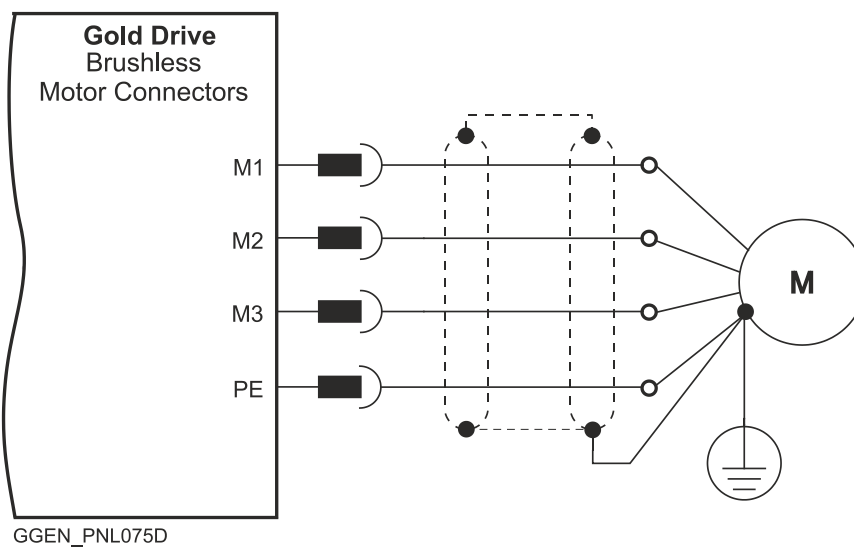 Gold Drive
Brushless
Motor Connectors
M1
M2
M3
PE
M
GGEN_PNL075D